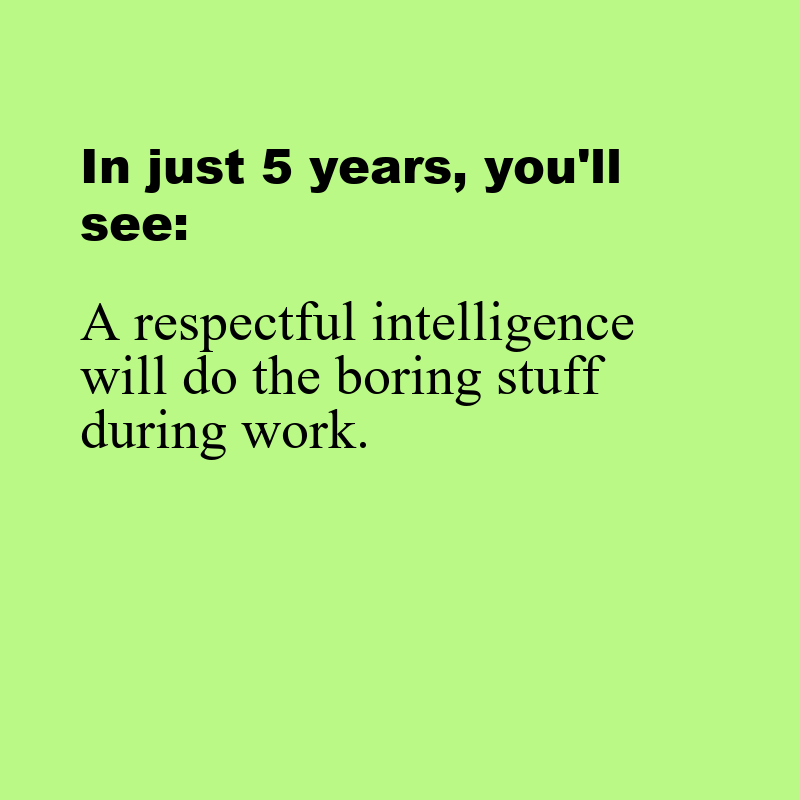 In just 5 years, you'll
see:
A respectful intelligence
will do the boring stuff
during work.